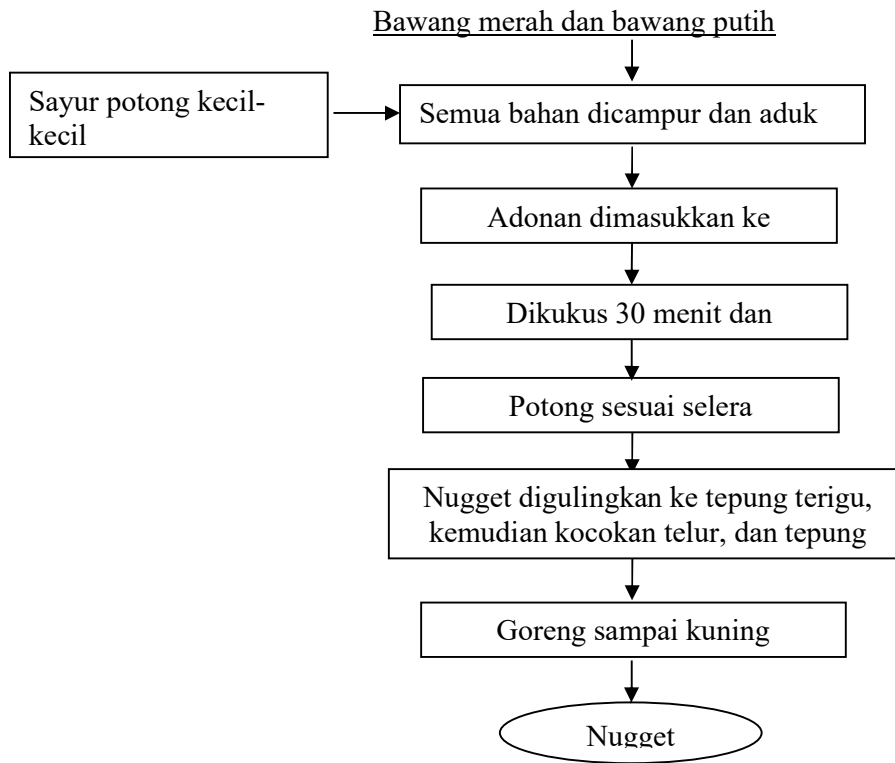 Bawang merah dan bawang putih
Sayur potong kecil-
kecil
Semua bahan dicampur dan aduk
Adonan dimasukkan ke
Dikukus 30 menit dan
Potong sesuai selera
Nugget digulingkan ke tepung terigu,
kemudian kocokan telur, dan tepung
Goreng sampai kuning
Nugget